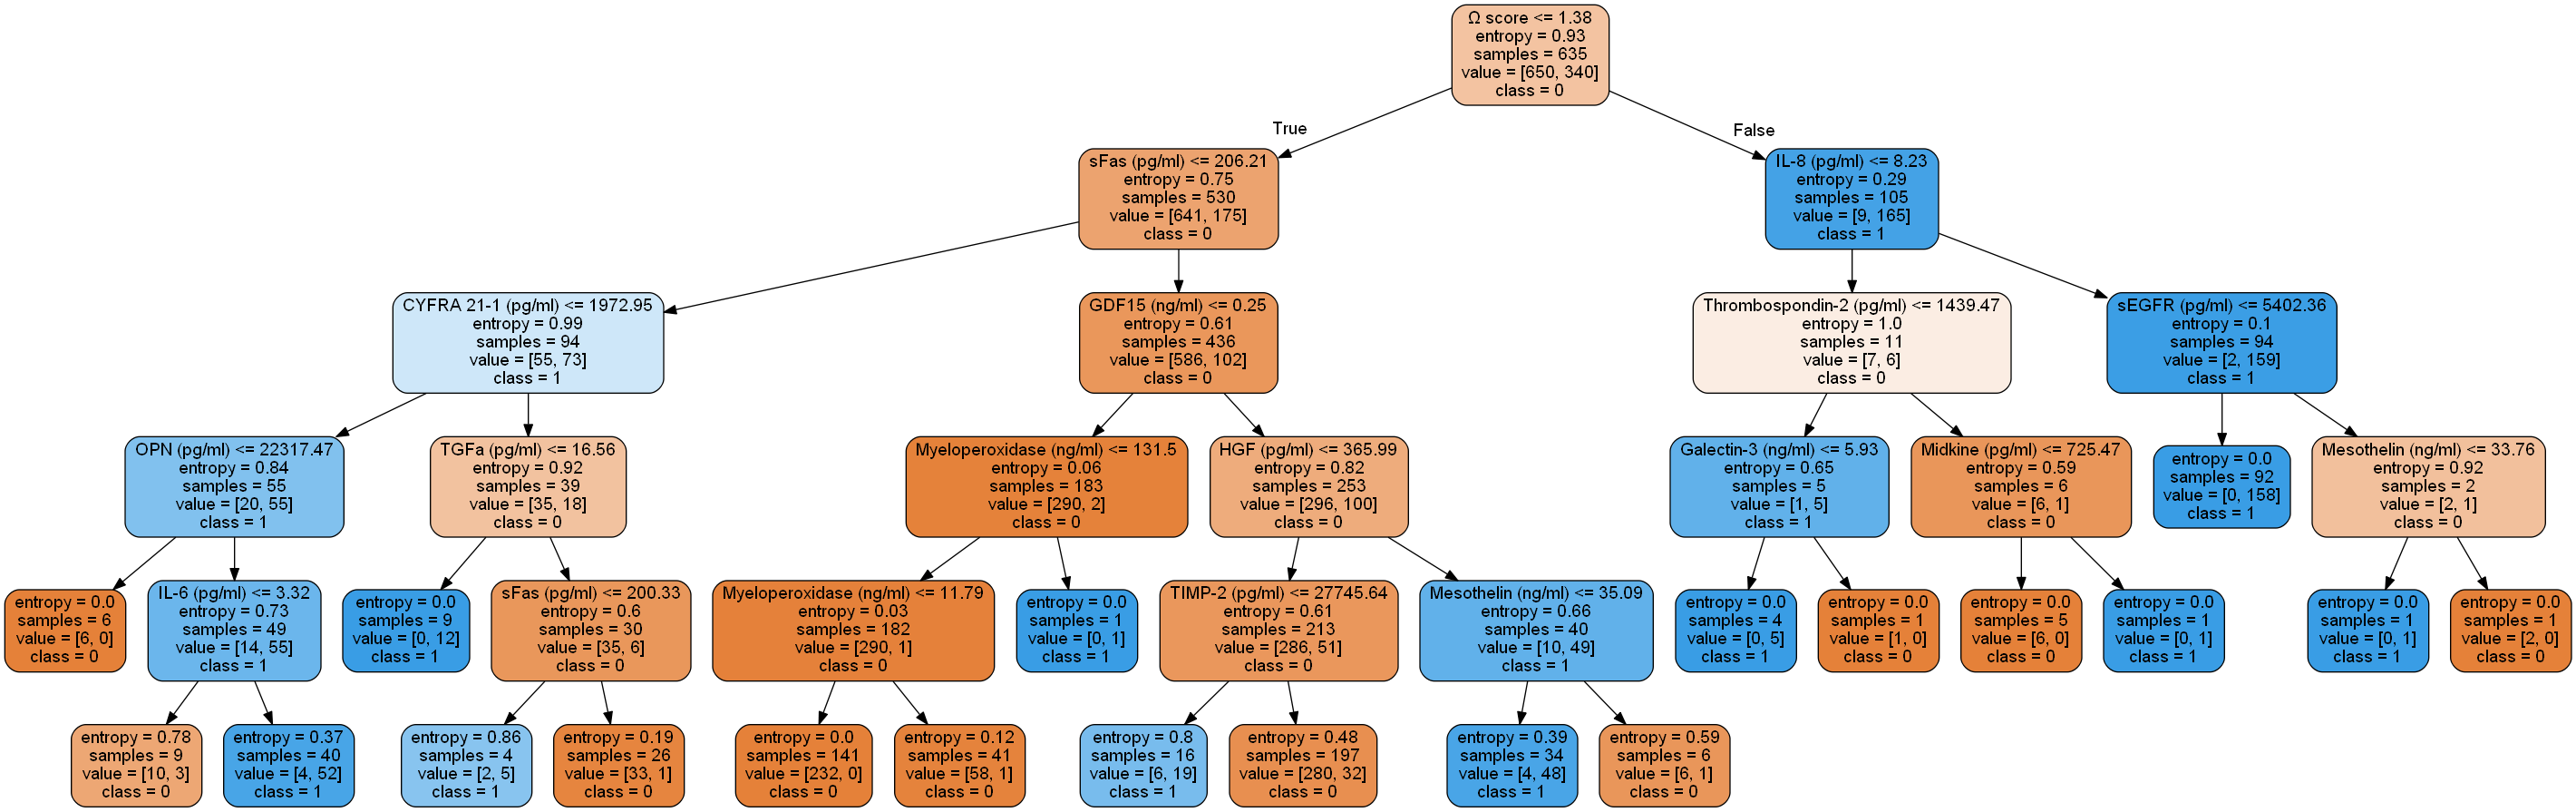 Ω score <= 1.38
entropy = 0.93
samples = 635
value = [650, 340]
class = 0
True
False
sFas (pg/ml) <= 206.21
entropy = 0.75
samples = 530
value = [641, 175]
class = 0
IL-8 (pg/ml) <= 8.23
entropy = 0.29
samples = 105
value = [9, 165]
class = 1
CYFRA 21-1 (pg/ml) <= 1972.95
entropy = 0.99
samples = 94
value = [55, 73]
class = 1
GDF15 (ng/ml) <= 0.25
entropy = 0.61
samples = 436
value = [586, 102]
class = 0
Thrombospondin-2 (pg/ml) <= 1439.47
entropy = 1.0
samples = 11
value = [7, 6]
class = 0
sEGFR (pg/ml) <= 5402.36
entropy = 0.1
samples = 94
value = [2, 159]
class = 1
OPN (pg/ml) <= 22317.47
entropy = 0.84
samples = 55
value = [20, 55]
class = 1
TGFa (pg/ml) <= 16.56
entropy = 0.92
samples = 39
value = [35, 18]
class = 0
Myeloperoxidase (ng/ml) <= 131.5
entropy = 0.06
samples = 183
value = [290, 2]
class = 0
HGF (pg/ml) <= 365.99
entropy = 0.82
samples = 253
value = [296, 100]
class = 0
Galectin-3 (ng/ml) <= 5.93
entropy = 0.65
samples = 5
value = [1, 5]
class = 1
Midkine (pg/ml) <= 725.47
entropy = 0.59
samples = 6
value = [6, 1]
class = 0
entropy = 0.0
samples = 92
value = [0, 158]
class = 1
Mesothelin (ng/ml) <= 33.76
entropy = 0.92
samples = 2
value = [2, 1]
class = 0
entropy = 0.0
samples = 6
value = [6, 0]
class = 0
IL-6 (pg/ml) <= 3.32
entropy = 0.73
samples = 49
value = [14, 55]
class = 1
entropy = 0.0
samples = 9
value = [0, 12]
class = 1
sFas (pg/ml) <= 200.33
entropy = 0.6
samples = 30
value = [35, 6]
class = 0
Myeloperoxidase (ng/ml) <= 11.79
entropy = 0.03
samples = 182
value = [290, 1]
class = 0
entropy = 0.0
samples = 1
value = [0, 1]
class = 1
TIMP-2 (pg/ml) <= 27745.64
entropy = 0.61
samples = 213
value = [286, 51]
class = 0
Mesothelin (ng/ml) <= 35.09
entropy = 0.66
samples = 40
value = [10, 49]
class = 1
entropy = 0.0
samples = 4
value = [0, 5]
class = 1
entropy = 0.0
samples = 1
value = [1, 0]
class = 0
entropy = 0.0
samples = 5
value = [6, 0]
class = 0
entropy = 0.0
samples = 1
value = [0, 1]
class = 1
entropy = 0.0
samples = 1
value = [0, 1]
class = 1
entropy = 0.0
samples = 1
value = [2, 0]
class = 0
entropy = 0.78
samples = 9
value = [10, 3]
class = 0
entropy = 0.37
samples = 40
value = [4, 52]
class = 1
entropy = 0.86
samples = 4
value = [2, 5]
class = 1
entropy = 0.19
samples = 26
value = [33, 1]
class = 0
entropy = 0.0
samples = 141
value = [232, 0]
class = 0
entropy = 0.12
samples = 41
value = [58, 1]
class = 0
entropy = 0.8
samples = 16
value = [6, 19]
class = 1
entropy = 0.48
samples = 197
value = [280, 32]
class = 0
entropy = 0.39
samples = 34
value = [4, 48]
class = 1
entropy = 0.59
samples = 6
value = [6, 1]
class = 0